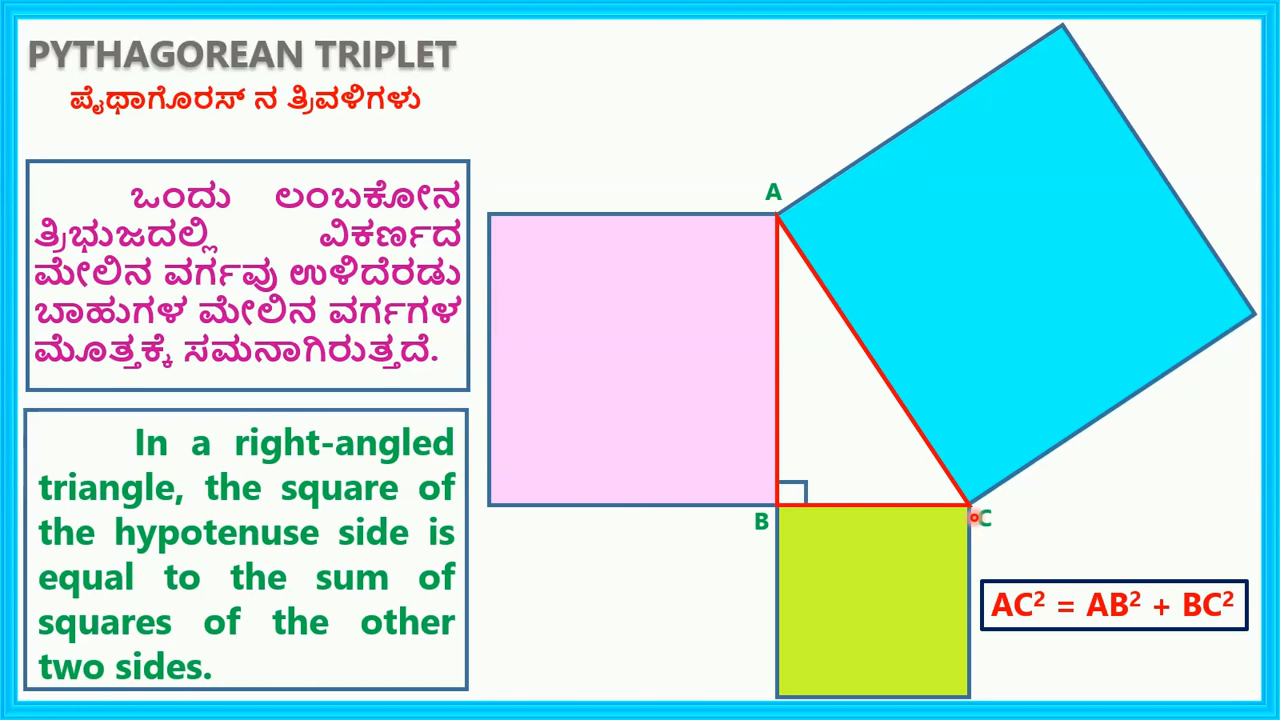 PYTHAGOREAN TRIPLET
ಪೈಥಾಗೊರಸ್ ನ ತ್ರಿವಳಿಗಳು
ಒಂದು ಲಂಬಕೋನ
ತ್ರಿಭುಜದಲ್ಲಿ ವಿಕರ್ಣದ
ಮೇಲಿನ ವರ್ಗವು ಉಳಿದೆರಡು
ಬಾಹುಗಳ ಮೇಲಿನ ವರ್ಗಗಳ
ಮೊತ್ತಕ್ಕೆ ಸಮನಾಗಿರುತ್ತದೆ.
In a right-angled
triangle, the square of
the hypotenuse side is
equal to the sum of
squares of the other
two sides.
A
B
C
AC² = AB² + BC²